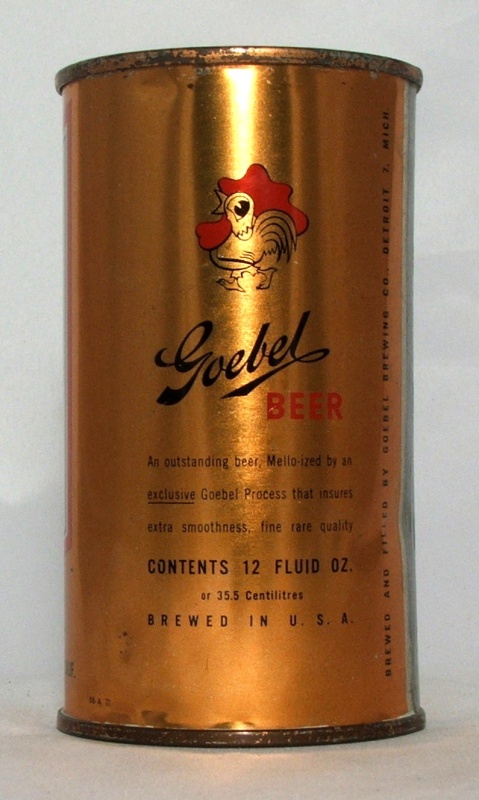 Goebel
BEER
An outstanding beer, Mello-ized by an
exclusive Goebel Process that insures
extra smoothness, fine rare quality
CONTENTS 12 FLUID OZ.
or 35.5 Centilitres
BREWED IN U. S. A.
BREWED AND FILLED BY GOEBEL BREWING CO., DETROIT 7, MICH.